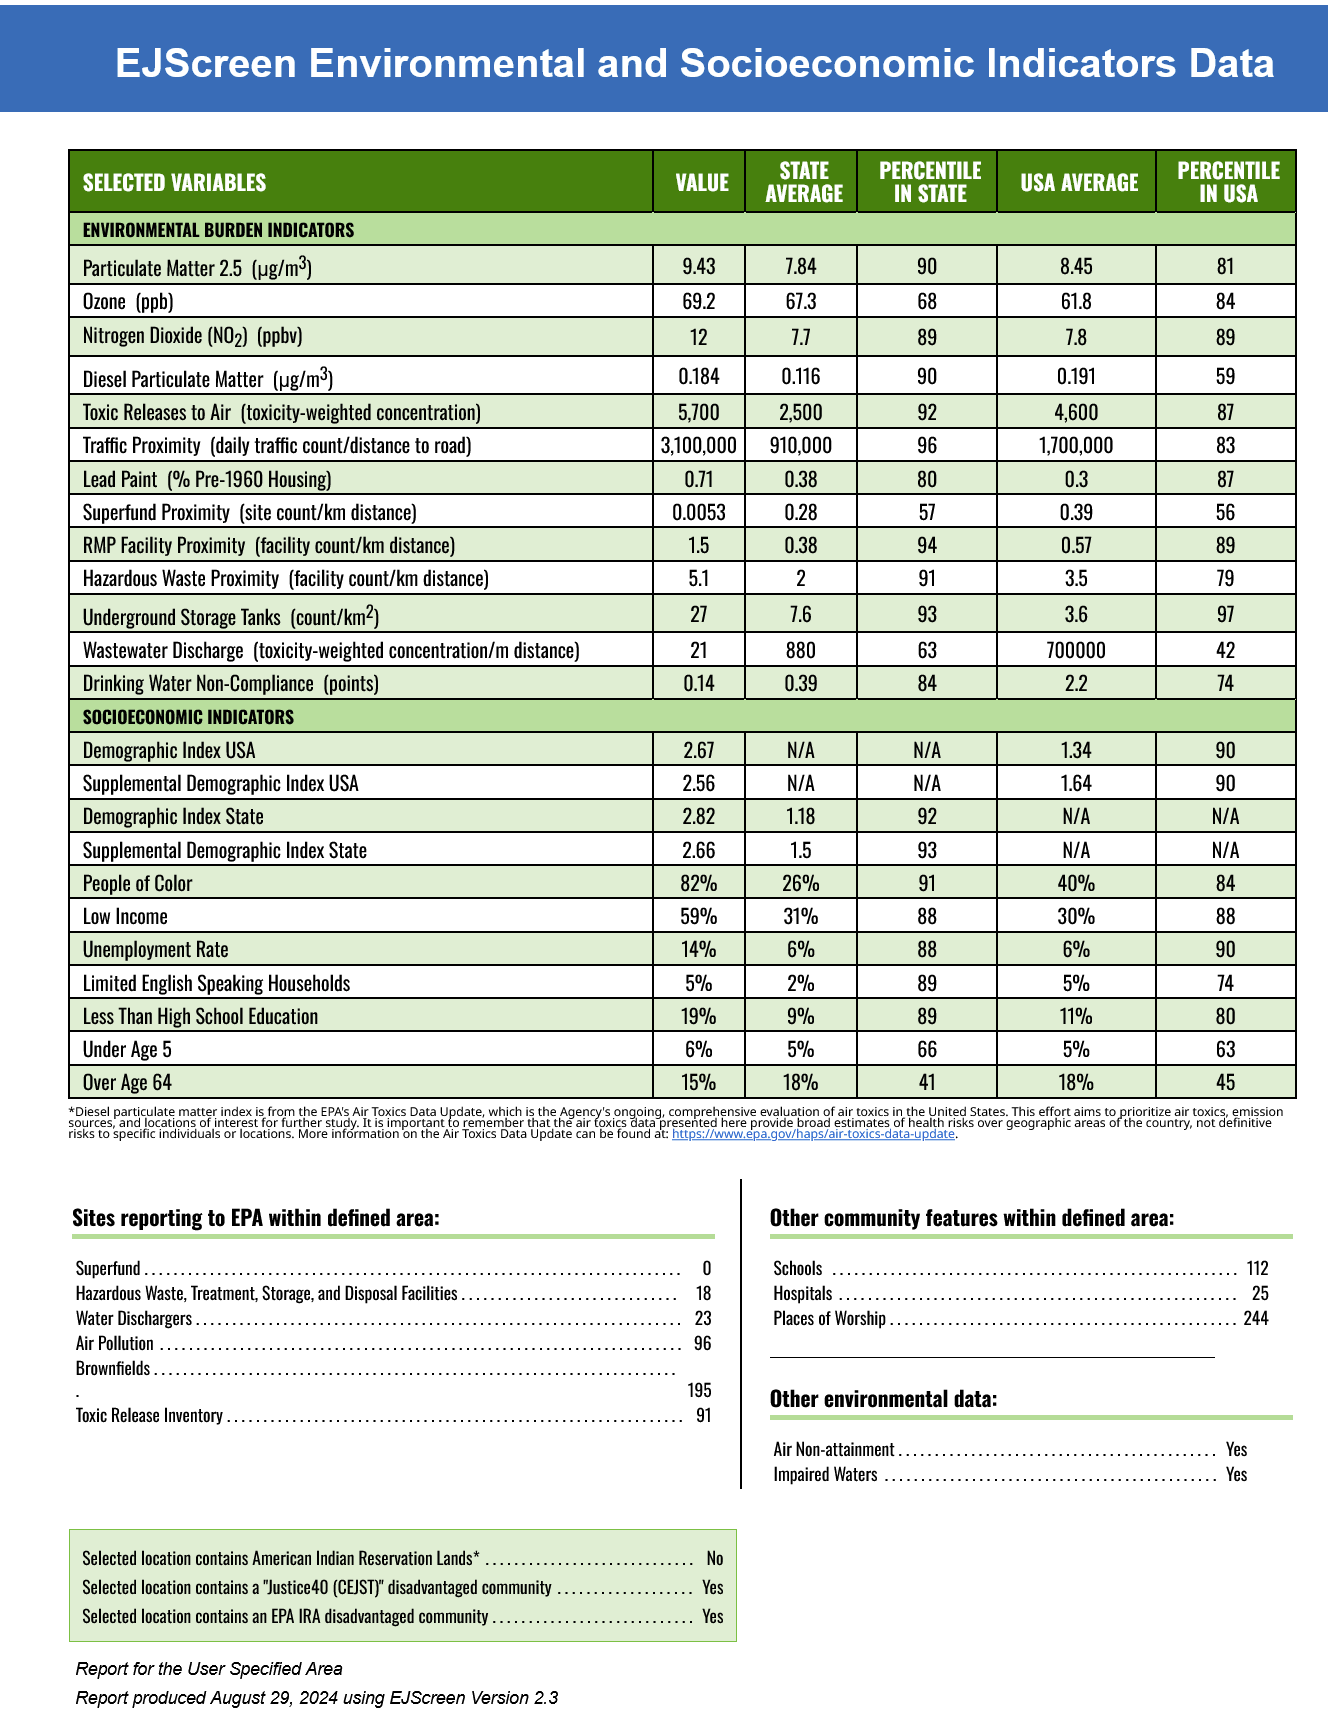 EJScreen Environmental and Socioeconomic Indicators Data
SELECTED VARIABLES VALUE STATE AVERAGE PERCENTILE IN STATE USA AVERAGE PERCENTILE IN USA
ENVIRONMENTAL BURDEN INDICATORS
Particulate Matter 2.5 (µg/m³) 9.43 7.84 90 8.45 81
Ozone (ppb) 69.2 67.3 68 61.8 84
Nitrogen Dioxide (NO₂) (ppbv) 12 7.7 89 7.8 89
Diesel Particulate Matter (µg/m³) 0.184 0.116 90 0.191 59
Toxic Releases to Air (toxicity-weighted concentration) 5,700 2,500 92 4,600 87
Traffic Proximity (daily traffic count/distance to road) 3,100,000 910,000 96 1,700,000 83
Lead Paint (% Pre-1960 Housing) 0.71 0.38 80 0.3 87
Superfund Proximity (site count/km distance) 0.0053 0.28 57 0.39 56
RMP Facility Proximity (facility count/km distance) 1.5 0.38 94 0.57 89
Hazardous Waste Proximity (facility count/km distance) 5.1 2 91 3.5 79
Underground Storage Tanks (count/km²) 27 7.6 93 3.6 97
Wastewater Discharge (toxicity-weighted concentration/m distance) 21 880 63 700000 42
Drinking Water Non-Compliance (points) 0.14 0.39 84 2.2 74
SOCIOECONOMIC INDICATORS
Demographic Index USA 2.67 N/A N/A 1.34 90
Supplemental Demographic Index USA 2.56 N/A N/A 1.64 90
Demographic Index State 2.82 1.18 92 N/A N/A
Supplemental Demographic Index State 2.66 1.5 93 N/A N/A
People of Color 82% 26% 91 40% 84
Low Income 59% 31% 88 30% 88
Unemployment Rate 14% 6% 88 6% 90
Limited English Speaking Households 5% 2% 89 5% 74
Less Than High School Education 19% 9% 89 11% 80
Under Age 5 6% 5% 66 5% 63
Over Age 64 15% 18% 41 18% 45
*Diesel particulate matter index is from the EPA's Air Toxics Data Update, which is the Agency's ongoing, comprehensive evaluation of air toxics in the United States. This effort aims to prioritize air toxics, emission
sources, and locations of interest for further study. It is important to remember that the air toxics data presented here provide broad estimates of health risks over geographic areas of the country, not definitive
risks to specific individuals or locations. More information on the Air Toxics Data Update can be found at: https://www.epa.gov/haps/air-toxics-data-update.
Sites reporting to EPA within defined area:
Superfund 0
Hazardous Waste, Treatment, Storage, and Disposal Facilities 18
Water Dischargers 23
Air Pollution 96
Brownfields
. 195
Toxic Release Inventory 91
Other community features within defined area:
Schools 112
Hospitals 25
Places of Worship 244
Other environmental data:
Air Non-attainment Yes
Impaired Waters Yes
Selected location contains American Indian Reservation Lands* No
Selected location contains a "Justice40 (CEJST)" disadvantaged community Yes
Selected location contains an EPA IRA disadvantaged community Yes
Report for the User Specified Area
Report produced August 29, 2024 using EJScreen Version 2.3